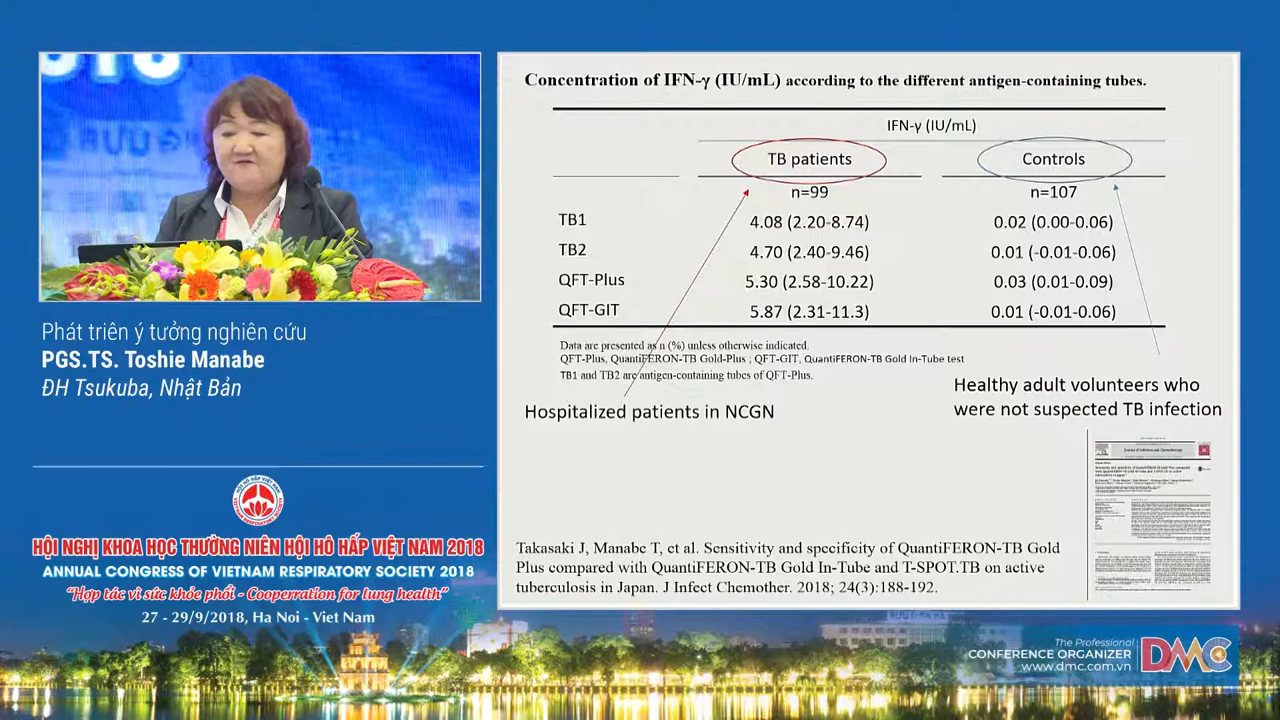 Concentration of IFN-γ (IU/mL) according to the different antigen-containing tubes.
IFN-γ (IU/mL)
TB patients Controls
n=99 n=107
TB1 4.08 (2.20-8.74) 0.02 (0.00-0.06)
TB2 4.70 (2.40-9.46) 0.01 (-0.01-0.06)
QFT-Plus 5.30 (2.58-10.22) 0.03 (0.01-0.09)
QFT-GIT 5.87 (2.31-11.3) 0.01 (-0.01-0.06)
Data are presented as n (%) unless otherwise indicated.
QFT-Plus, QuantiFERON-TB Gold-Plus ; QFT-GIT, QuantiFERON-TB Gold In-Tube test
TB1 and TB2 are antigen-containing tubes of QFT-Plus.
Hospitalized patients in NCGN
Healthy adult volunteers who
were not suspected TB infection
Journal of Infection and Chemotherapy
Takasaki J, Manabe T, et al. Sensitivity and specificity of QuantiFERON-TB Gold
Plus compared with QuantiFERON-TB Gold In-Tube and T-SPOT.TB on active
tuberculosis in Japan. J Infect Chemother. 2018; 24(3):188-192.
Phát triên ý tưởng nghiên cứu
PGS.TS. Toshie Manabe
ĐH Tsukuba, Nhật Bản
HỘI NGHỊ KHOA HỌC THƯỜNG NIÊN HỘI HÔ HẤP VIỆT NAM 2018
ANNUAL CONGRESS OF VIETNAM RESPIRATORY SOCIETY 2018
“Hợp tác vì sức khỏe phổi - Cooperration for lung health”
27 - 29/9/2018, Ha Noi - Viet Nam
The Professional
CONFERENCE ORGANIZER
www.dmc.com.vn
DMC